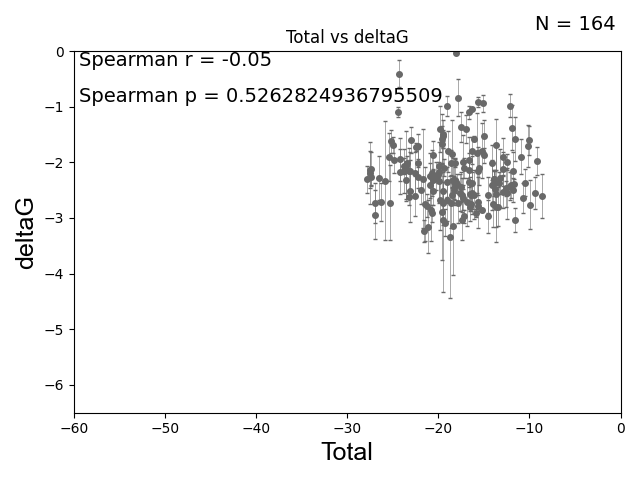 N = 164
Total vs deltaG
Spearman r = -0.05
Spearman p = 0.5262824936795509
deltaG
0
−1
−2
−3
−4
−5
−6
−60 −50 −40 −30 −20 −10 0
Total